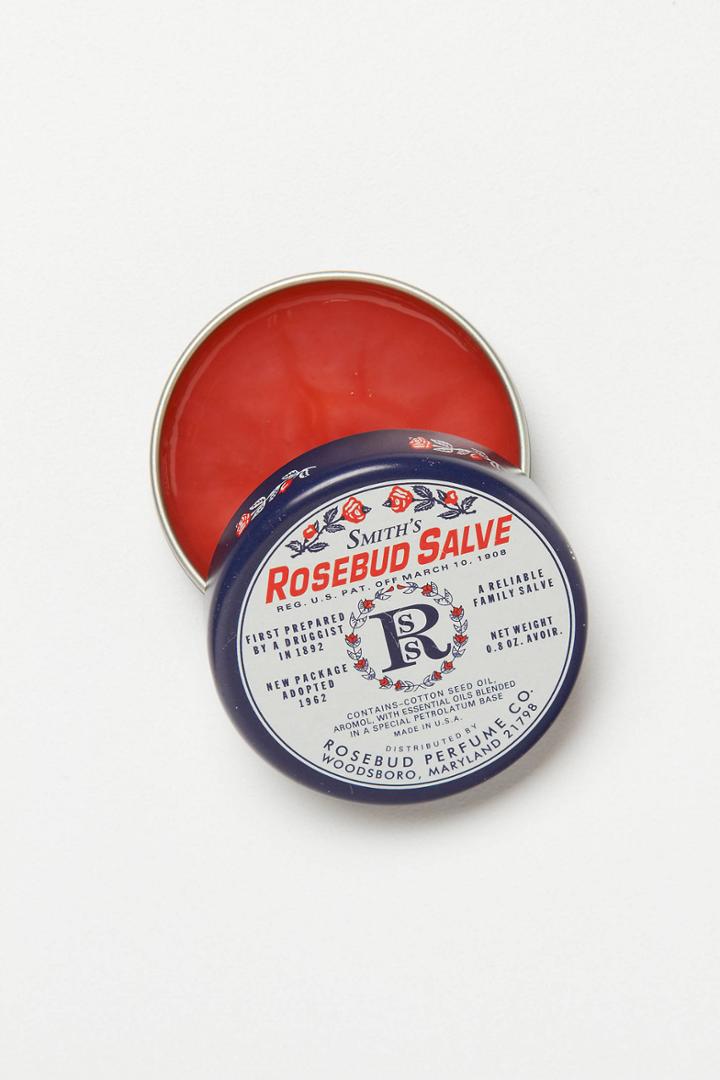 SMITH'S
ROSEBUD SALVE
REG. U.S. PAT. OFF MARCH 10, 1908
FIRST PREPARED
BY A DRUGGIST
IN 1892
NEW PACKAGE
ADOPTED
1962
RSS
A RELIABLE
FAMILY SALVE
NET WEIGHT
0.8 OZ. AVOIR.
CONTAINS-COTTON SEED OIL,
AROMOL, WITH ESSENTIAL OILS BLENDED
IN A SPECIAL PETROLATUM BASE
MADE IN U.S.A.
DISTRIBUTED BY
ROSEBUD PERFUME CO.
WOODSBORO, MARYLAND 21798